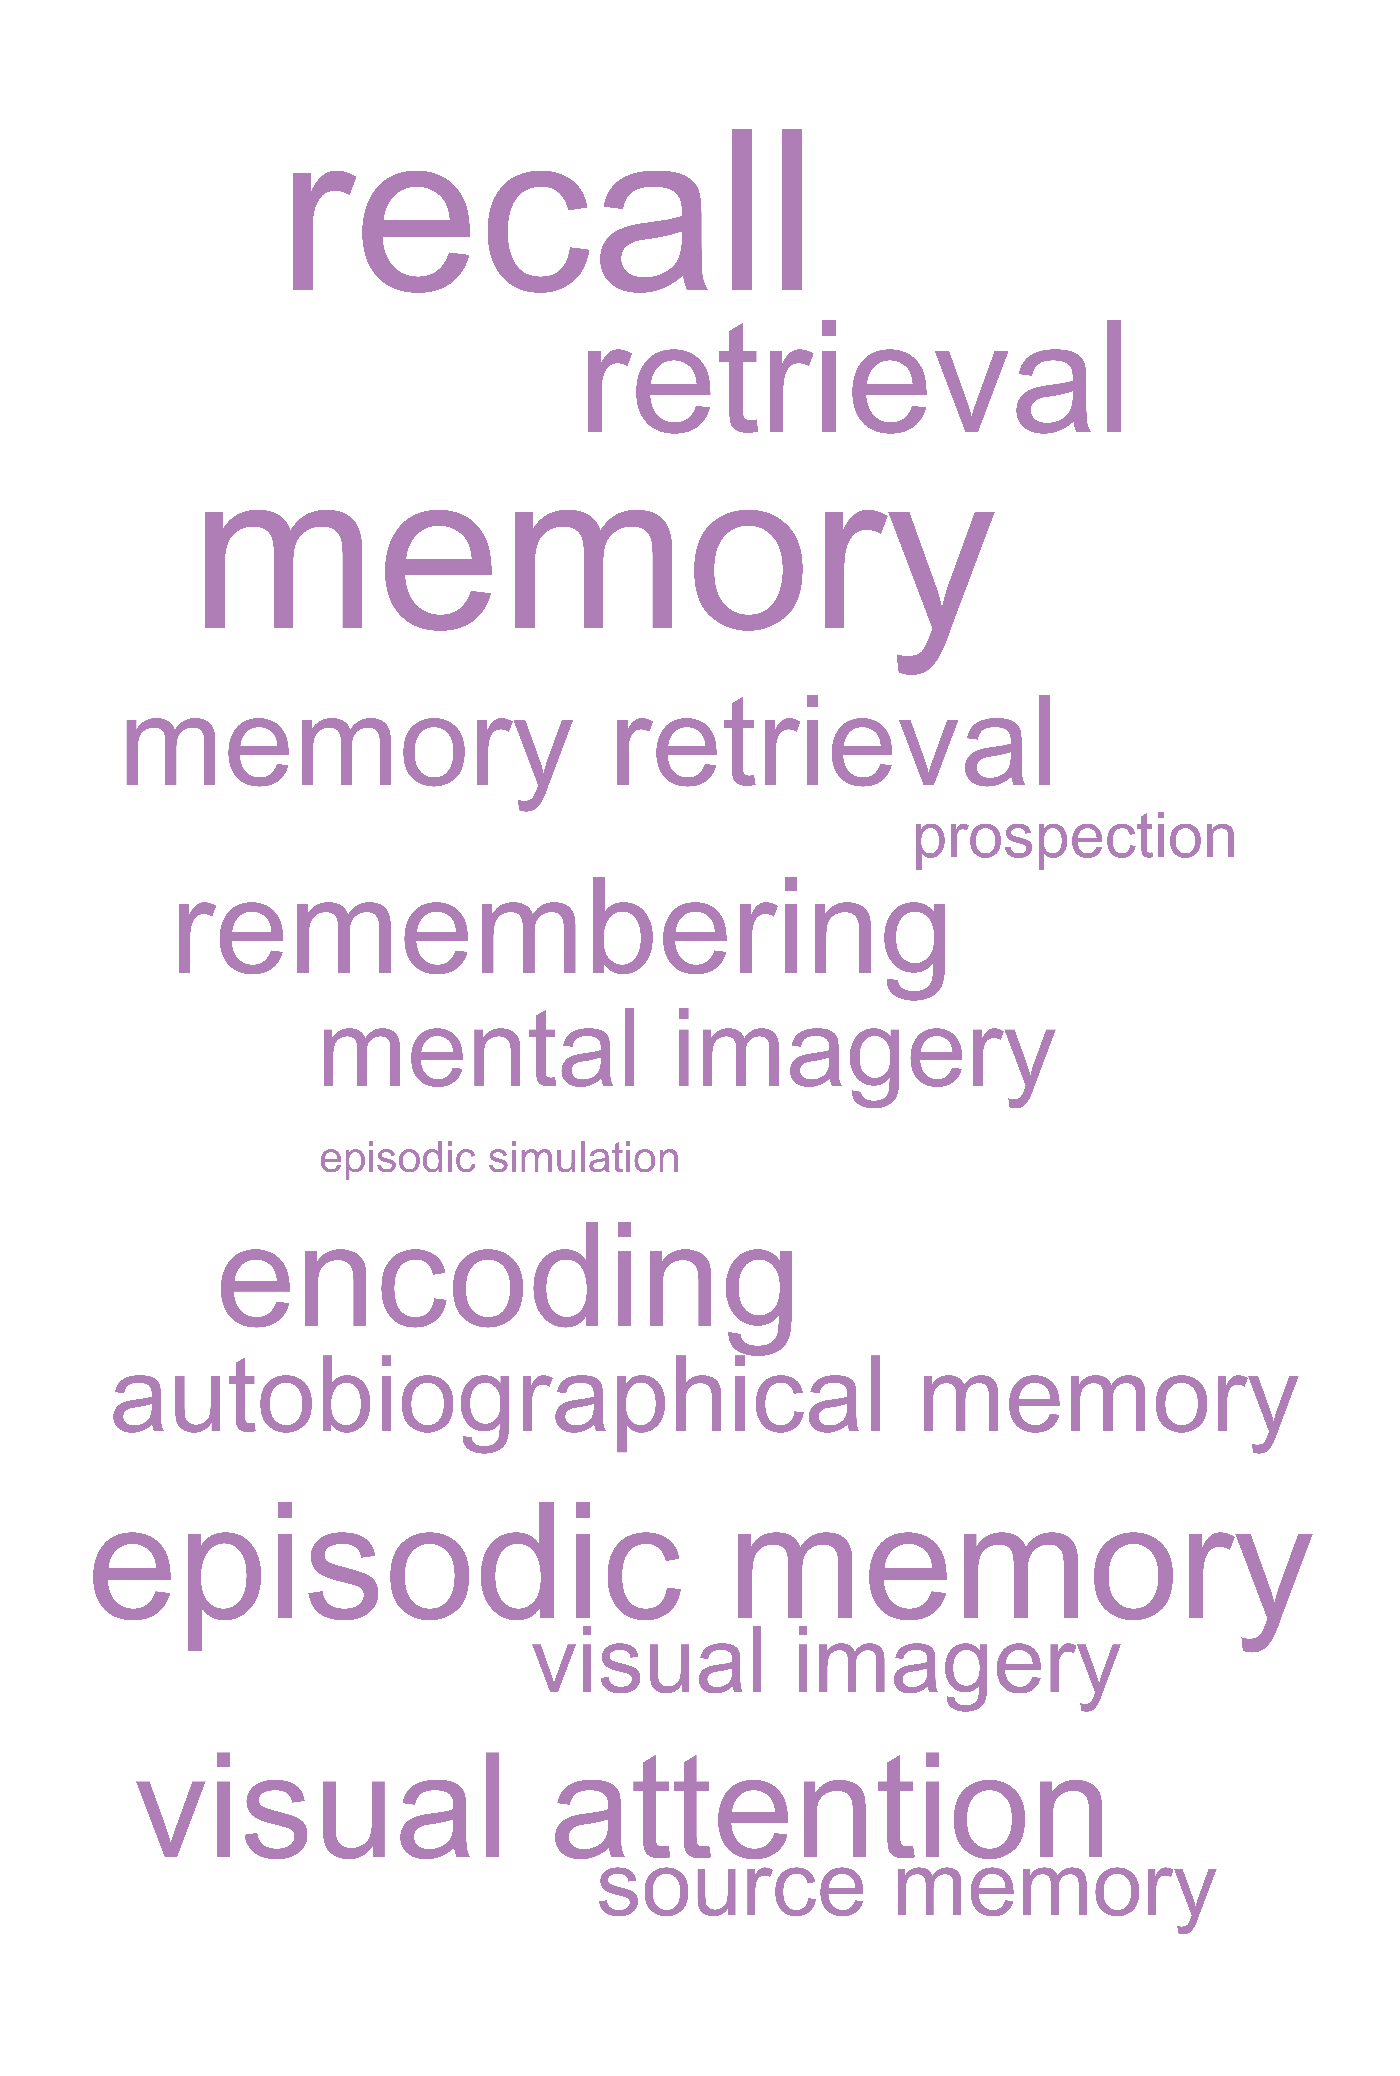 recall
retrieval
memory
memory retrieval
prospection
remembering
mental imagery
episodic simulation
encoding
autobiographical memory
episodic memory
visual imagery
visual attention
source memory